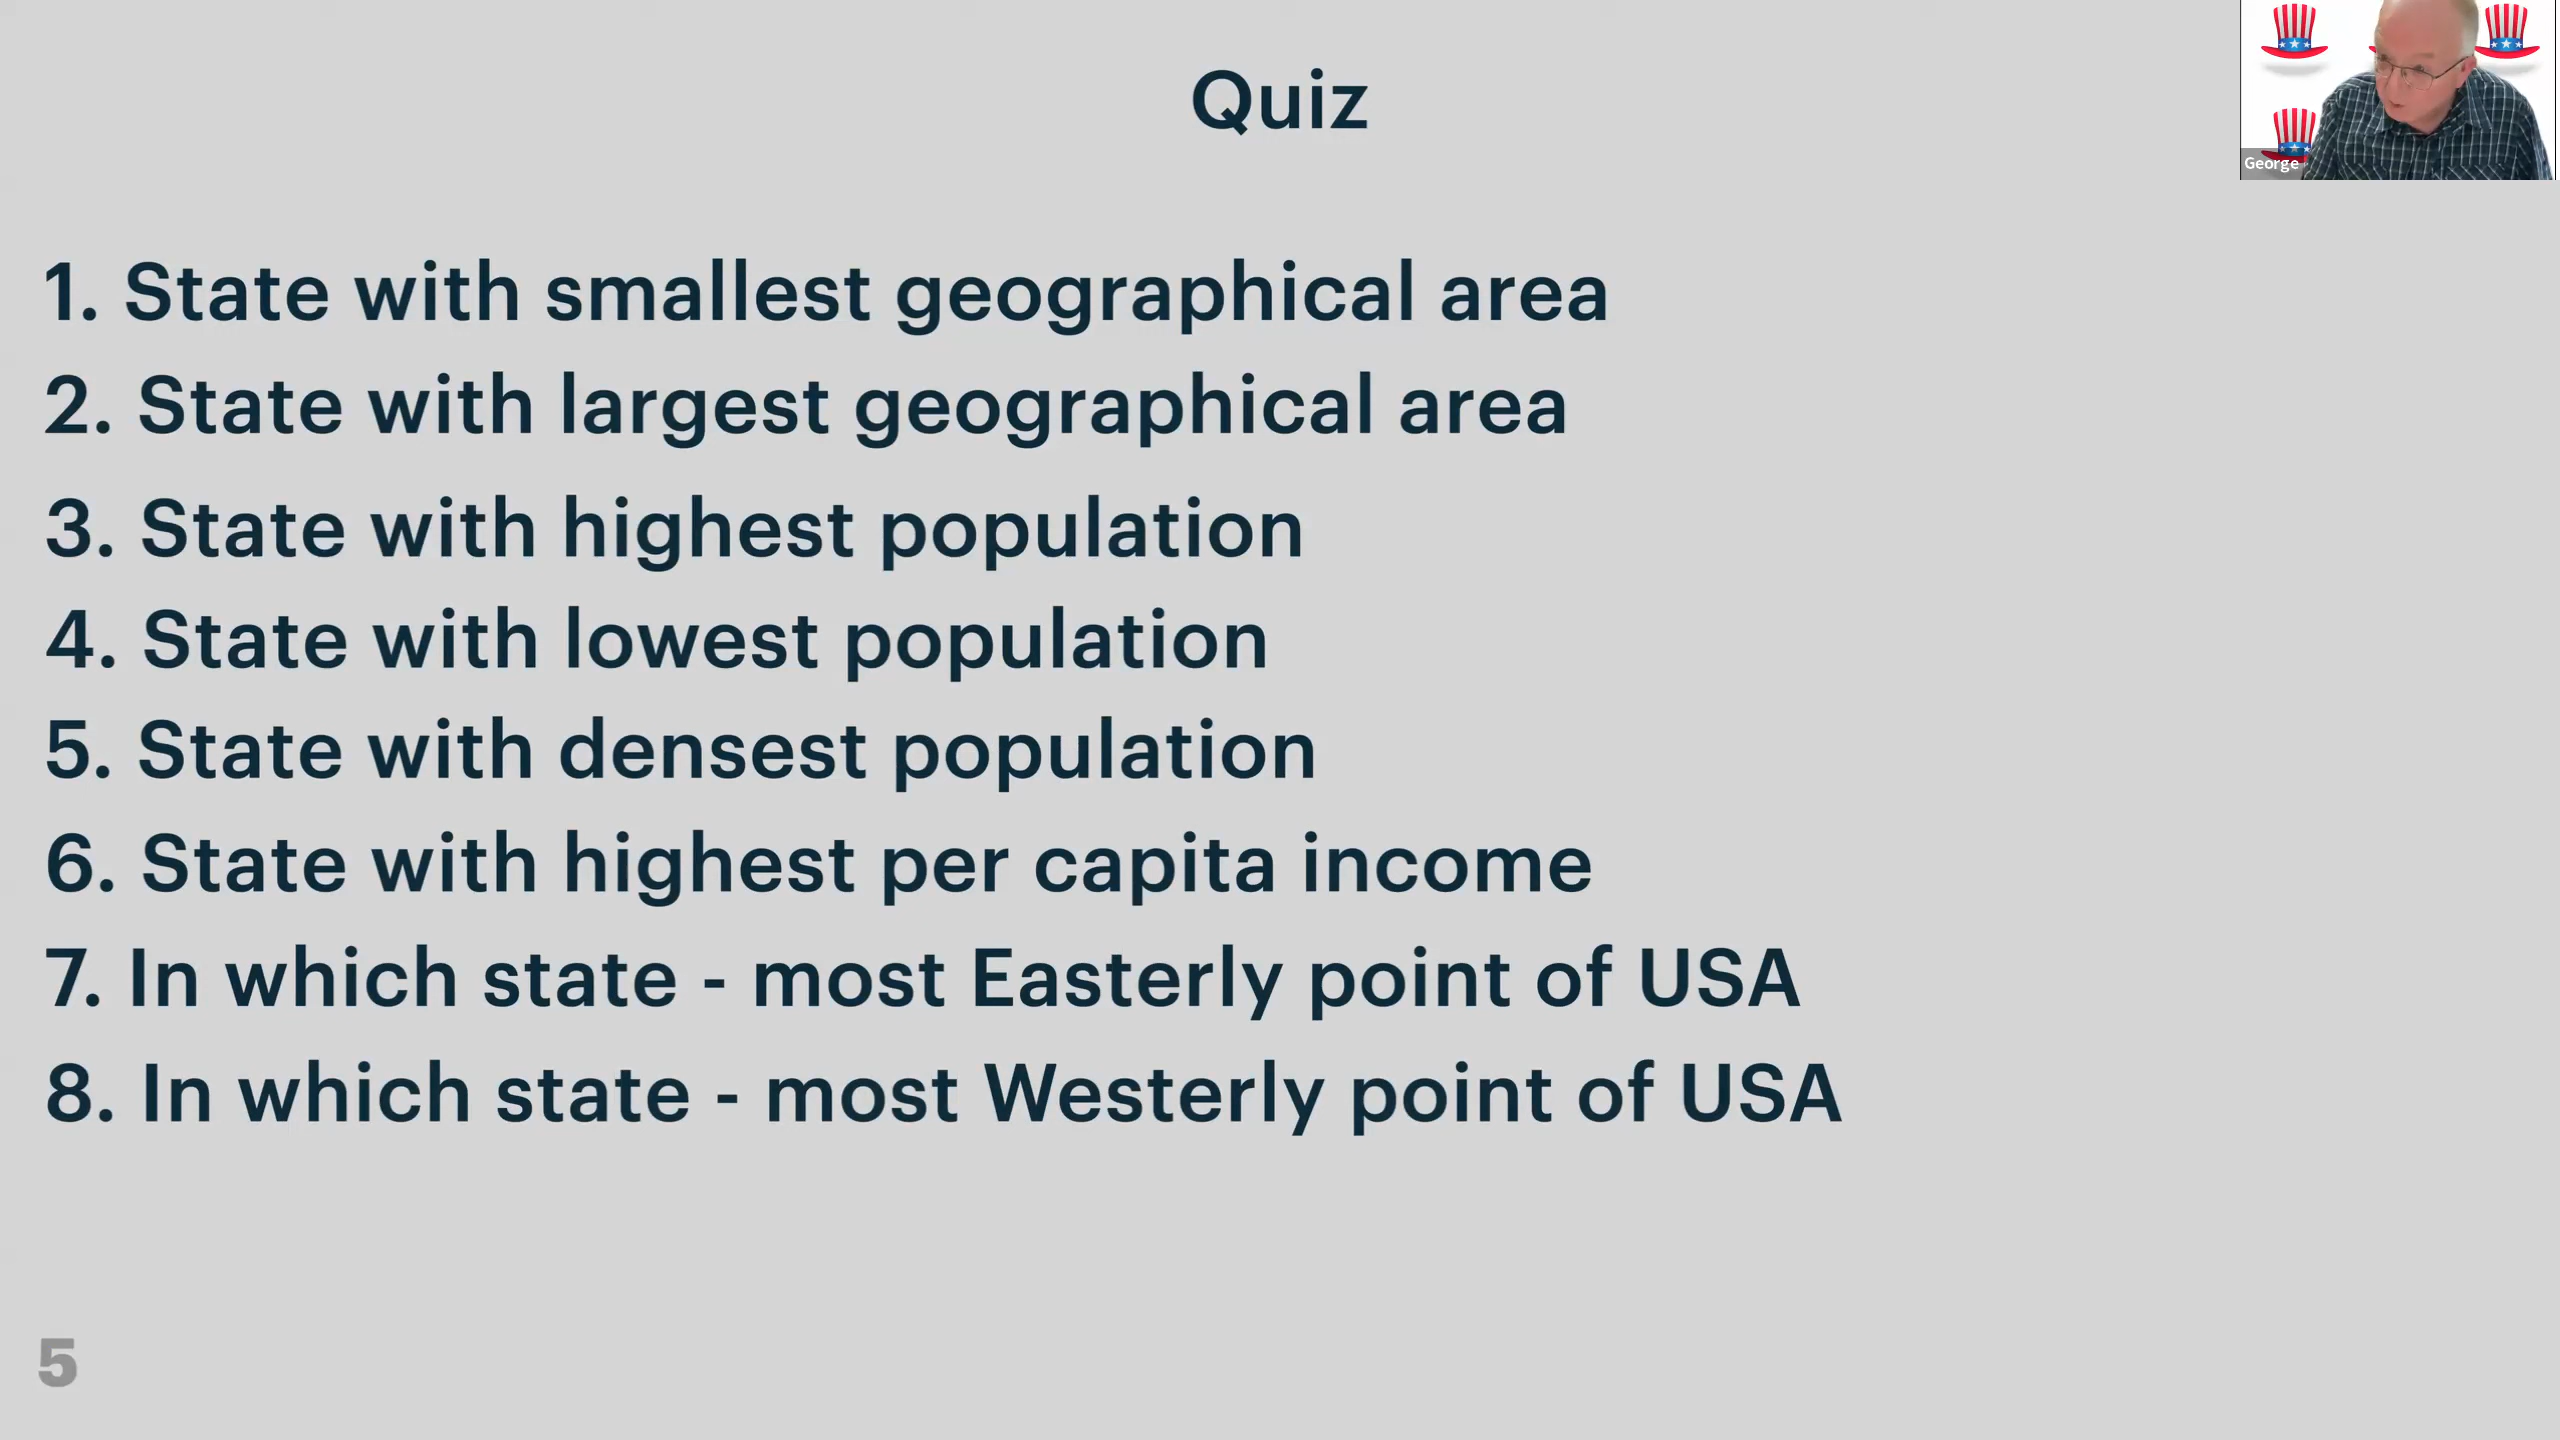 Quiz
George
1. State with smallest geographical area
2. State with largest geographical area
3. State with highest population
4. State with lowest population
5. State with densest population
6. State with highest per capita income
7. In which state - most Easterly point of USA
8. In which state - most Westerly point of USA
5